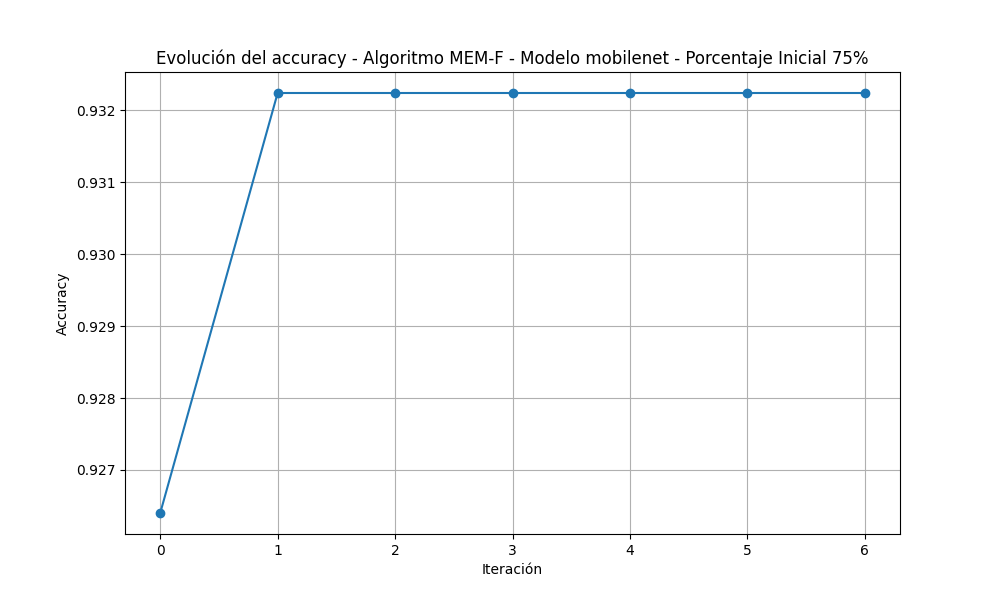 Evolución del accuracy - Algoritmo MEM-F - Modelo mobilenet - Porcentaje Inicial 75%
0.932
0.931
0.930
0.929
0.928
0.927
Accuracy
0 1 2 3 4 5 6
Iteración